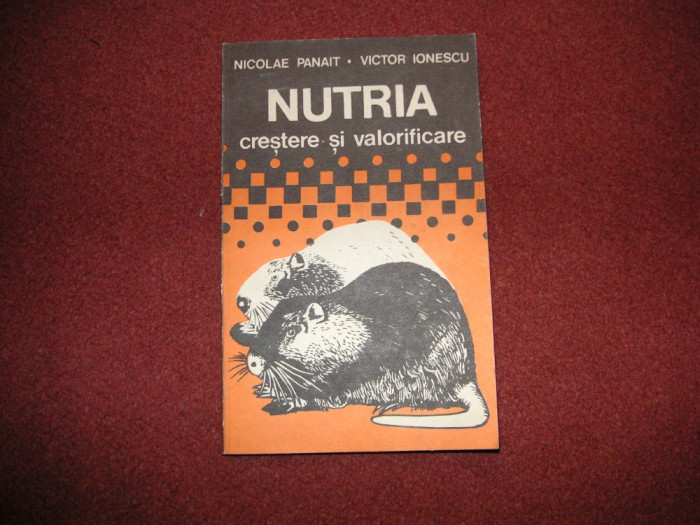 NICOLAE PANAIT • VICTOR IONESCU
NUTRIA
creștere și valorificare